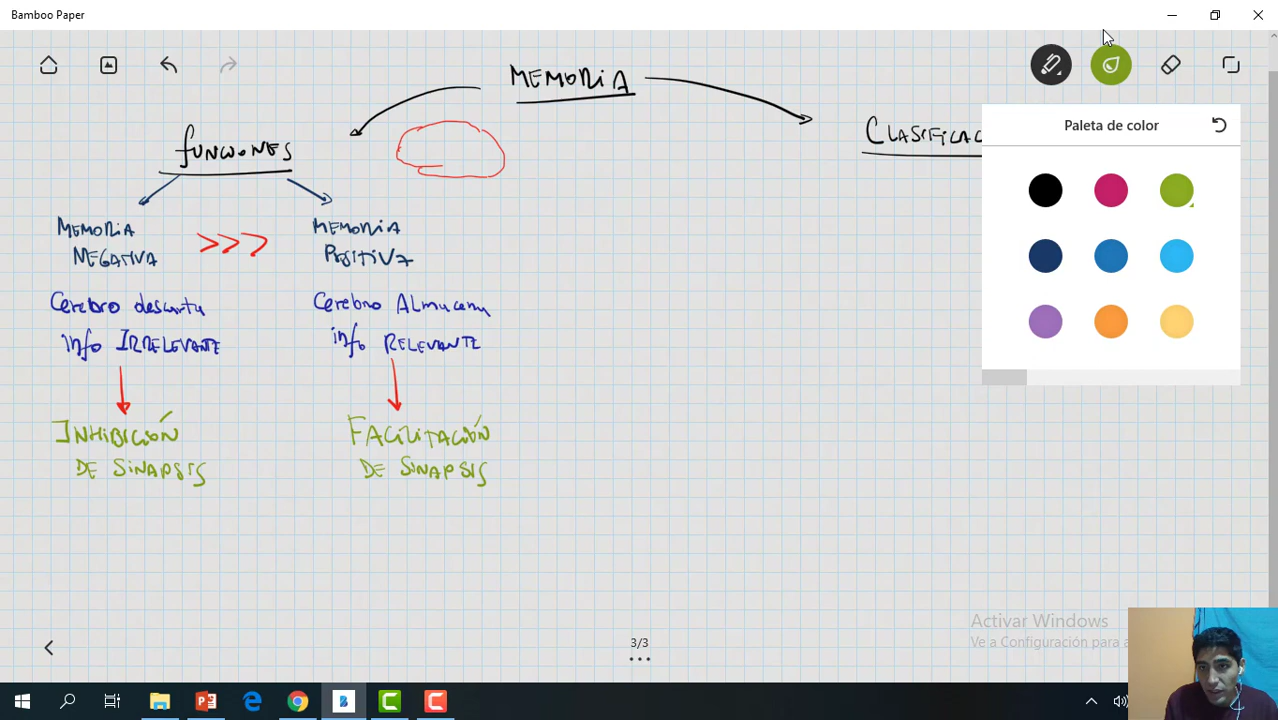 Bamboo Paper
MEMORIA
FUNCIONES
CLASIFICAC
Paleta de color
MEMORIA
NEGATIVA
>>>
MEMORIA
POSITIVA
Cerebro descarta
info IRRELEVANTE
Cerebro Almacena
info RELEVANTE
INHIBICIÓN
DE SINAPSIS
FACILITACIÓN
DE SINAPSIS
3/3
Activar Windows
Ve a Configuración para a